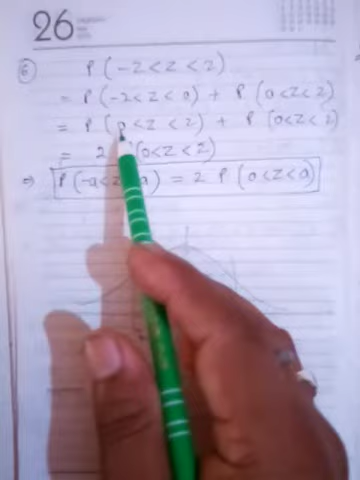 26
6 P(-2<Z<2)
= P(-2<Z<0) + P(0<Z<2)
= P(0<Z<2) + P(0<Z<2)
= 2 (0<Z<2)
⇒ P(-a<Z a) = 2 P(0<Z<a)